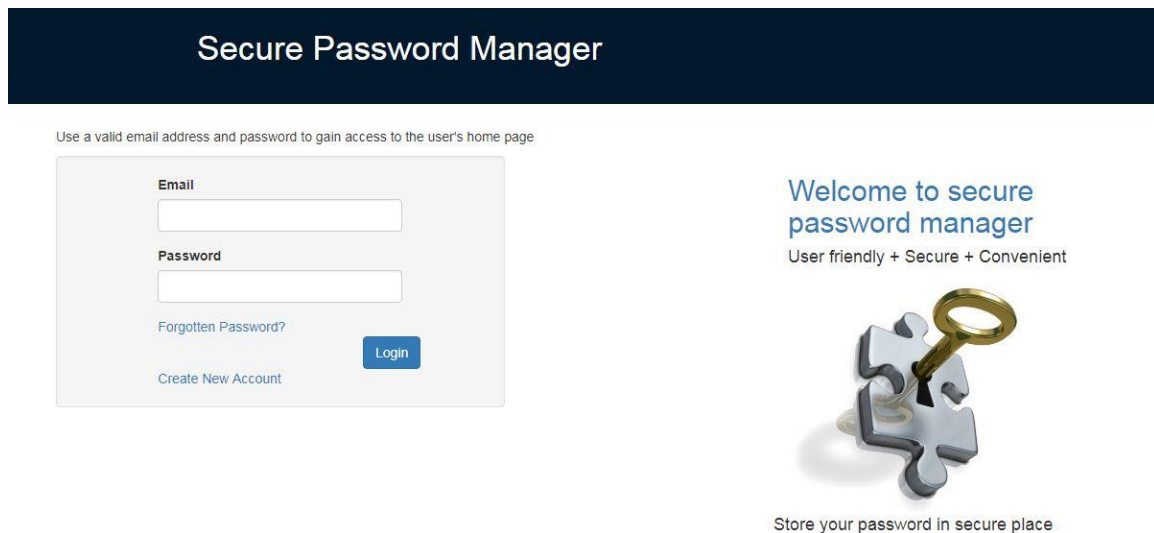 Secure Password Manager
Use a valid email address and password to gain access to the user's home page
Email
Password
Forgotten Password?
Login
Create New Account
Welcome to secure
password manager
User friendly + Secure + Convenient
Store your password in secure place